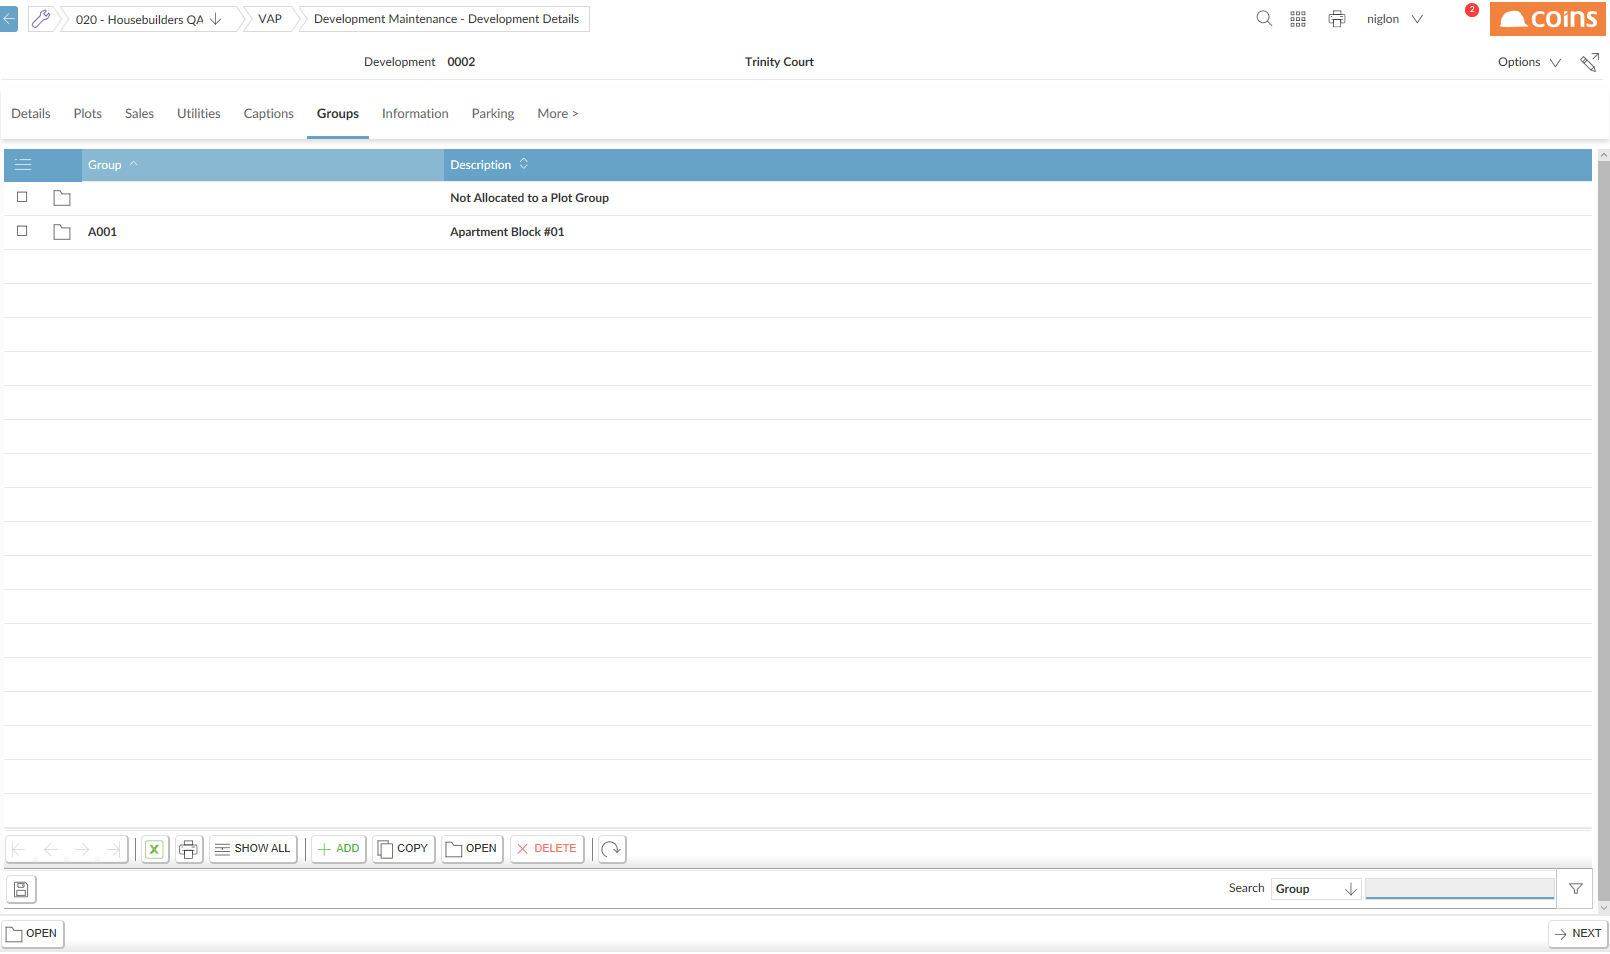 020 - Housebuilders QA VAP Development Maintenance - Development Details niglon 2 coins
Development 0002 Trinity Court Options
Details Plots Sales Utilities Captions Groups Information Parking More >
Group Description
Not Allocated to a Plot Group
A001 Apartment Block #01
X SHOW ALL ADD COPY OPEN DELETE
Search Group
OPEN NEXT